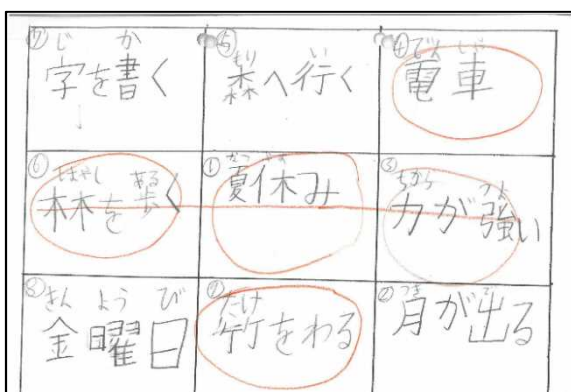 ⑦ じ か
字を書く
⑤ もり い
森へ行く
④ でん しゃ
電車
⑥ はやし ある
林を歩く
① なつ やす
夏休み
③ ちから つよ
力が強い
⑧ きん よう び
金曜日
⑨ たけ
竹をわる
② つき で
月が出る